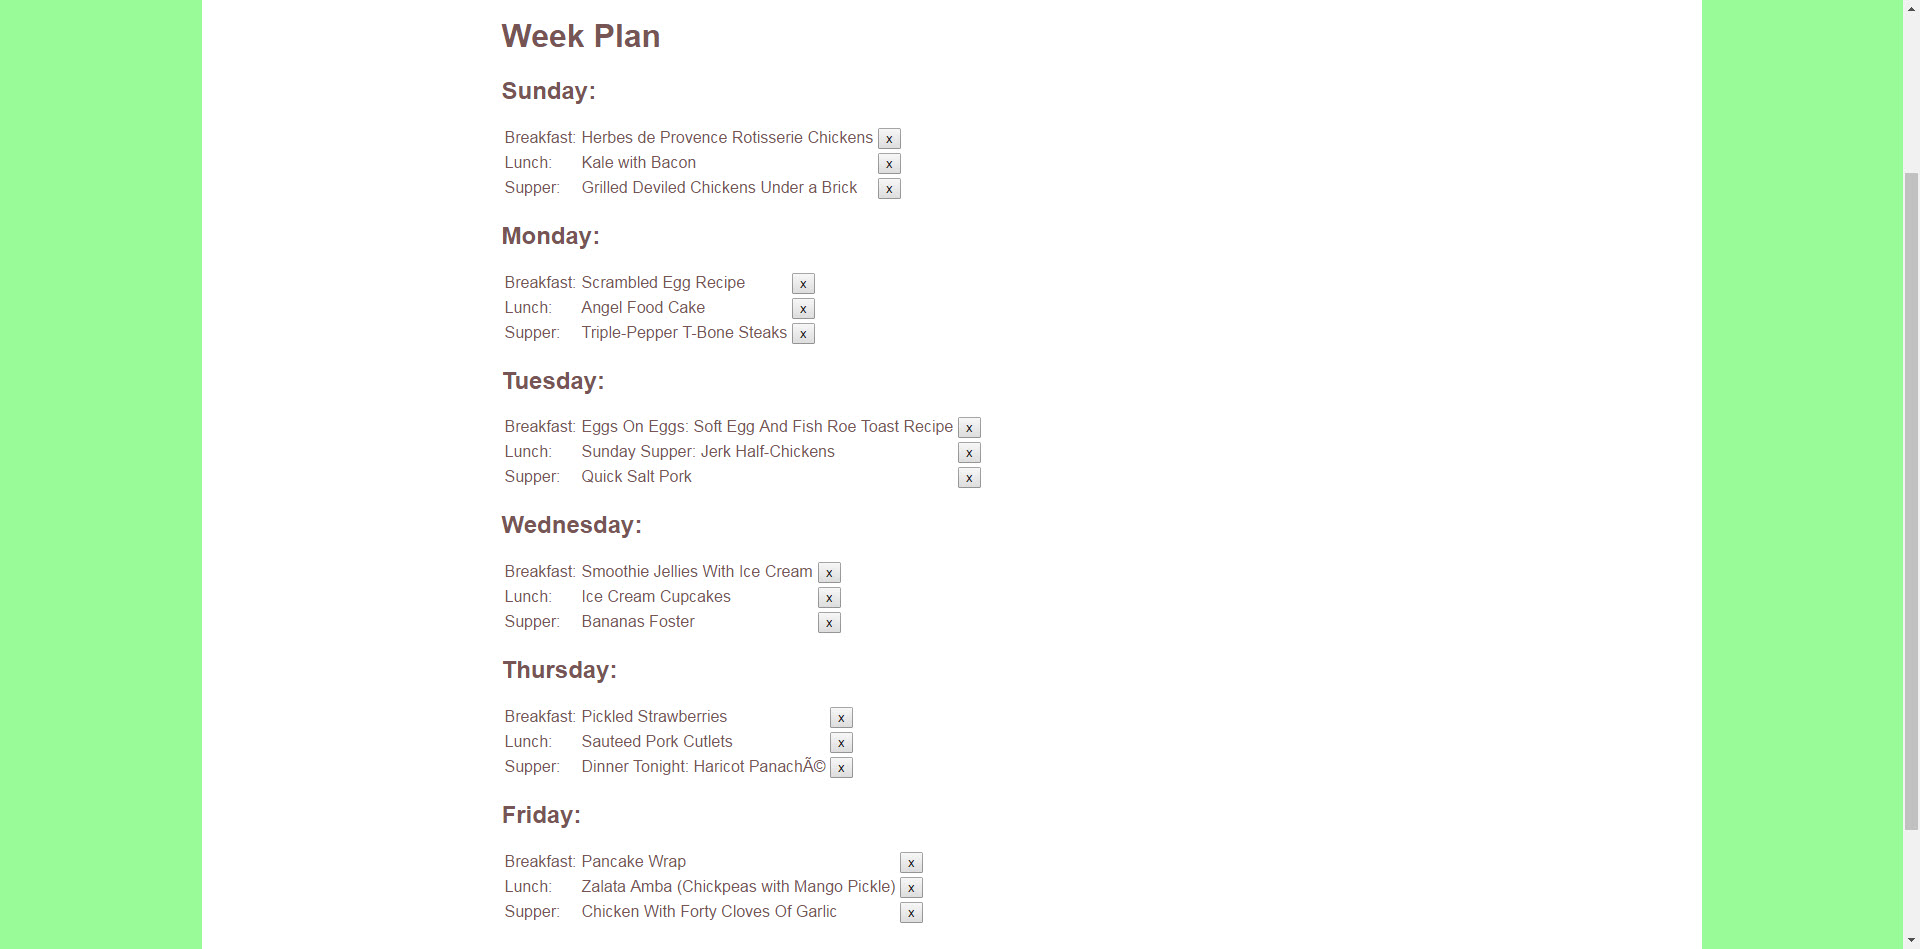 Week Plan
Sunday:
Breakfast: Herbes de Provence Rotisserie Chickens x
Lunch: Kale with Bacon x
Supper: Grilled Deviled Chickens Under a Brick x
Monday:
Breakfast: Scrambled Egg Recipe x
Lunch: Angel Food Cake x
Supper: Triple-Pepper T-Bone Steaks x
Tuesday:
Breakfast: Eggs On Eggs: Soft Egg And Fish Roe Toast Recipe x
Lunch: Sunday Supper: Jerk Half-Chickens x
Supper: Quick Salt Pork x
Wednesday:
Breakfast: Smoothie Jellies With Ice Cream x
Lunch: Ice Cream Cupcakes x
Supper: Bananas Foster x
Thursday:
Breakfast: Pickled Strawberries x
Lunch: Sauteed Pork Cutlets x
Supper: Dinner Tonight: Haricot PanachÃ© x
Friday:
Breakfast: Pancake Wrap x
Lunch: Zalata Amba (Chickpeas with Mango Pickle) x
Supper: Chicken With Forty Cloves Of Garlic x